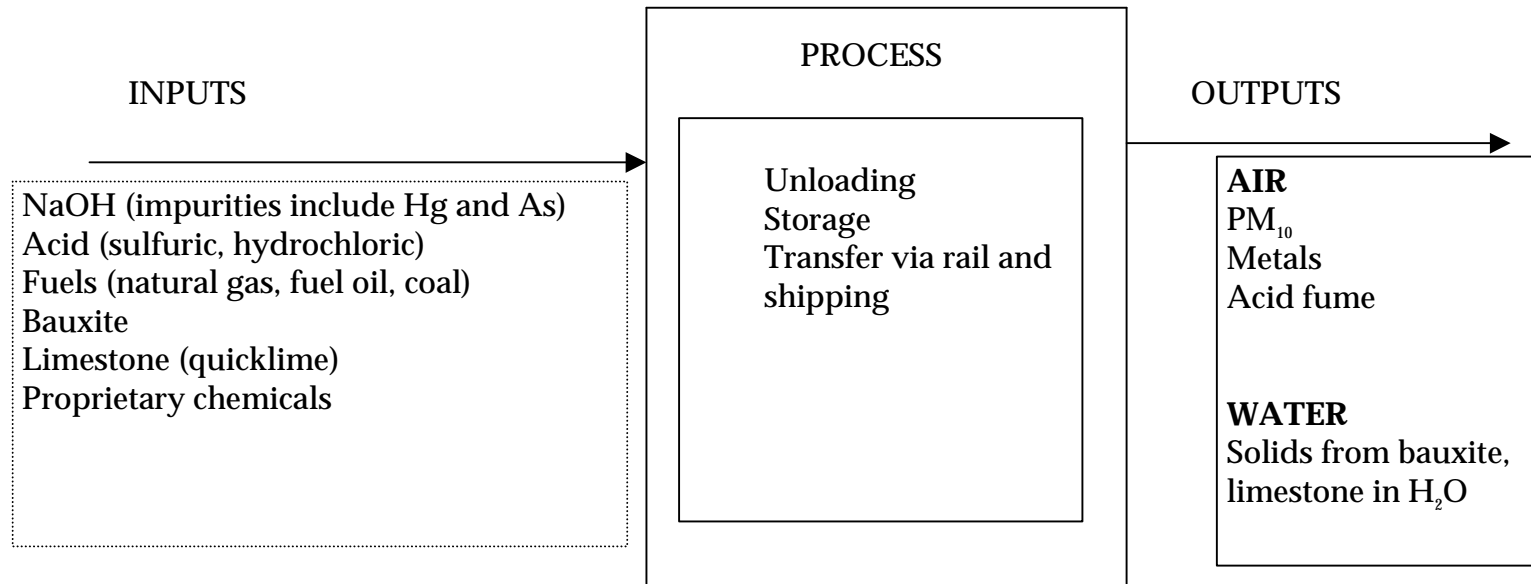 INPUTS
NaOH (impurities include Hg and As)
Acid (sulfuric, hydrochloric)
Fuels (natural gas, fuel oil, coal)
Bauxite
Limestone (quicklime)
Proprietary chemicals
PROCESS
Unloading
Storage
Transfer via rail and
shipping
OUTPUTS
AIR
PM₁₀
Metals
Acid fume
WATER
Solids from bauxite,
limestone in H₂O